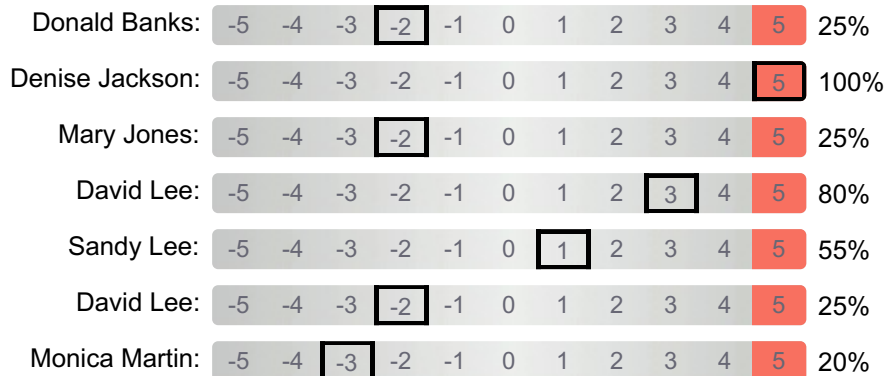 Donald Banks: -5 -4 -3 -2 -1 0 1 2 3 4 5 25%
Denise Jackson: -5 -4 -3 -2 -1 0 1 2 3 4 5 100%
Mary Jones: -5 -4 -3 -2 -1 0 1 2 3 4 5 25%
David Lee: -5 -4 -3 -2 -1 0 1 2 3 4 5 80%
Sandy Lee: -5 -4 -3 -2 -1 0 1 2 3 4 5 55%
David Lee: -5 -4 -3 -2 -1 0 1 2 3 4 5 25%
Monica Martin: -5 -4 -3 -2 -1 0 1 2 3 4 5 20%